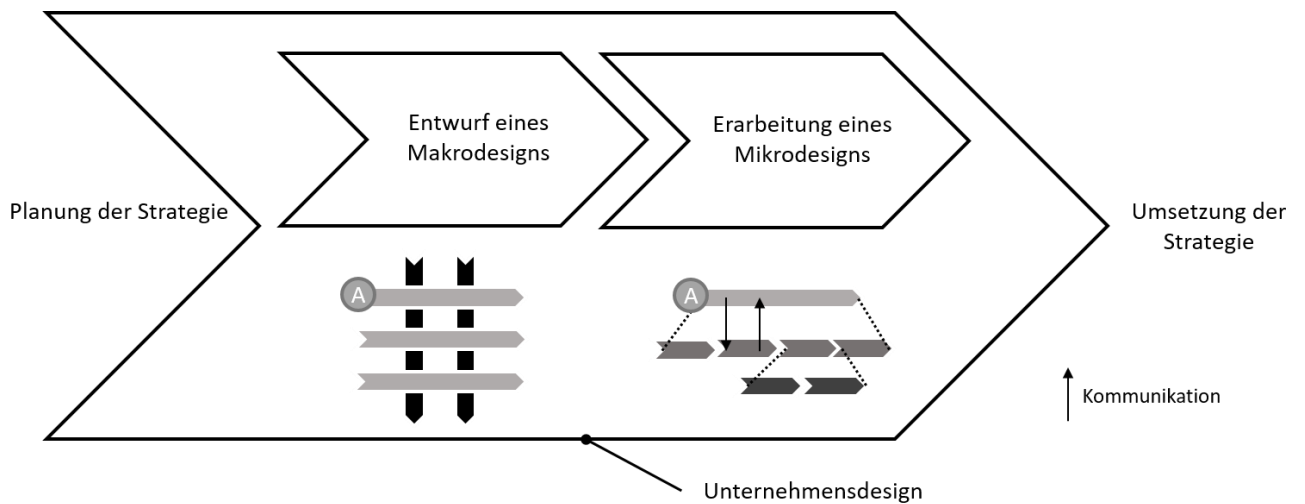 Entwurf eines
Makrodesigns
Erarbeitung eines
Mikrodesigns
Planung der Strategie
Umsetzung der
Strategie
A
A
Kommunikation
Unternehmensdesign